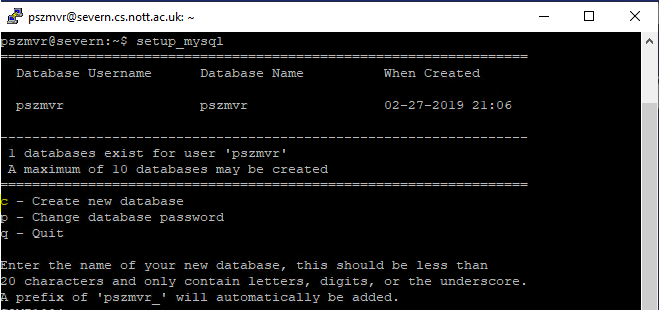 pszmvr@severn.cs.nott.ac.uk: ~
pszmvr@severn:~$ setup_mysql
================================================================
Database Username Database Name When Created
pszmvr pszmvr 02-27-2019 21:06
----------------------------------------------------------------
1 databases exist for user 'pszmvr'
A maximum of 10 databases may be created
================================================================
c - Create new database
p - Change database password
q - Quit
Enter the name of your new database, this should be less than
20 characters and only contain letters, digits, or the underscore.
A prefix of 'pszmvr_' will automatically be added.